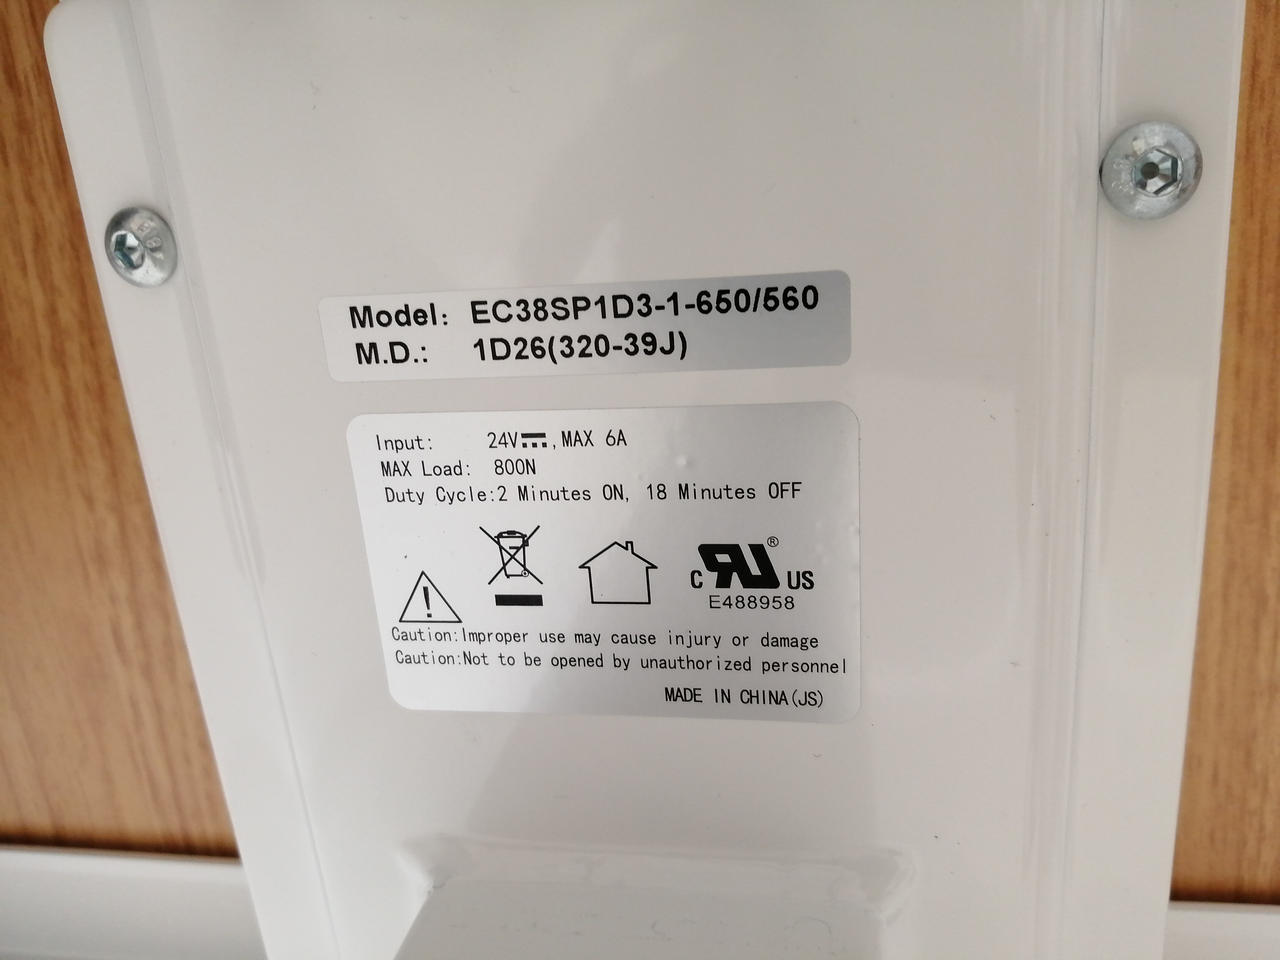 Model: EC38SP1D3-1-650/560
M.D.: 1D26(320-39J)
Input: 24V⎓, MAX 6A
MAX Load: 800N
Duty Cycle:2 Minutes ON, 18 Minutes OFF
c RU ® US
E488958
Caution:Improper use may cause injury or damage
Caution:Not to be opened by unauthorized personnel
MADE IN CHINA(JS)